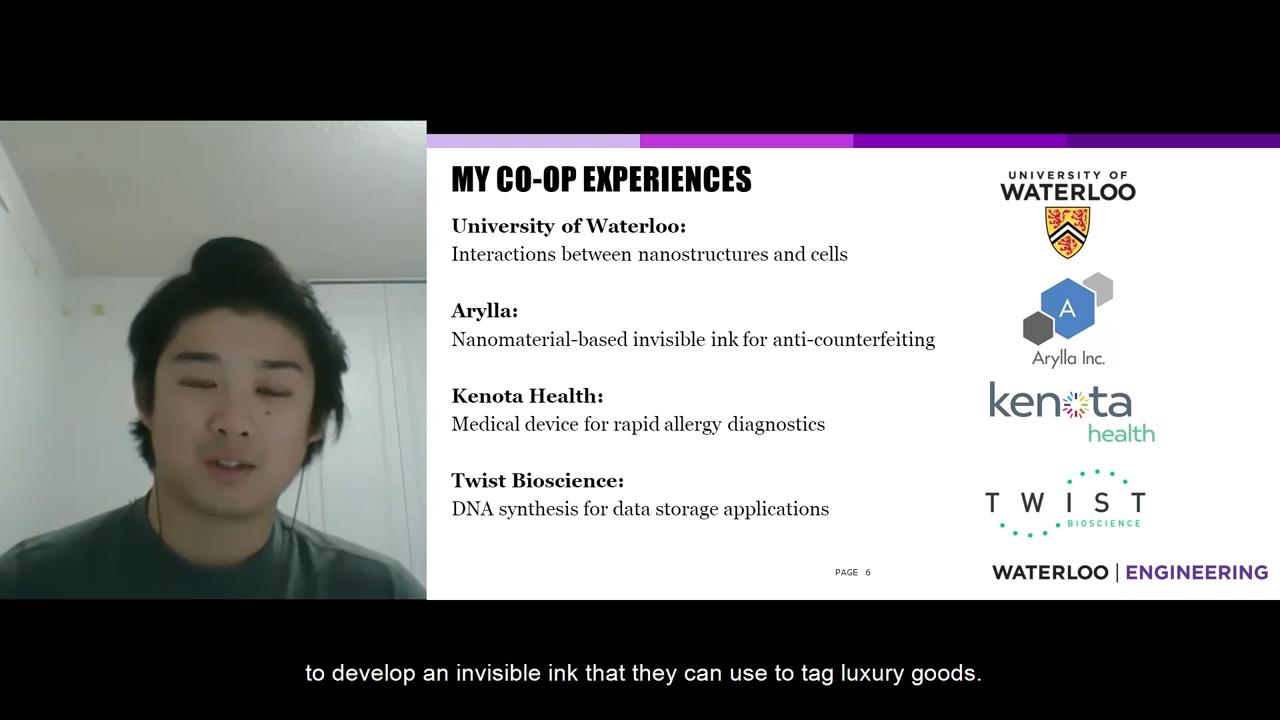 MY CO-OP EXPERIENCES
University of Waterloo:
Interactions between nanostructures and cells
Arylla:
Nanomaterial-based invisible ink for anti-counterfeiting
Kenota Health:
Medical device for rapid allergy diagnostics
Twist Bioscience:
DNA synthesis for data storage applications
UNIVERSITY OF
WATERLOO
A
Arylla Inc.
kenota
health
TWIST
BIOSCIENCE
PAGE 6
WATERLOO | ENGINEERING
to develop an invisible ink that they can use to tag luxury goods.